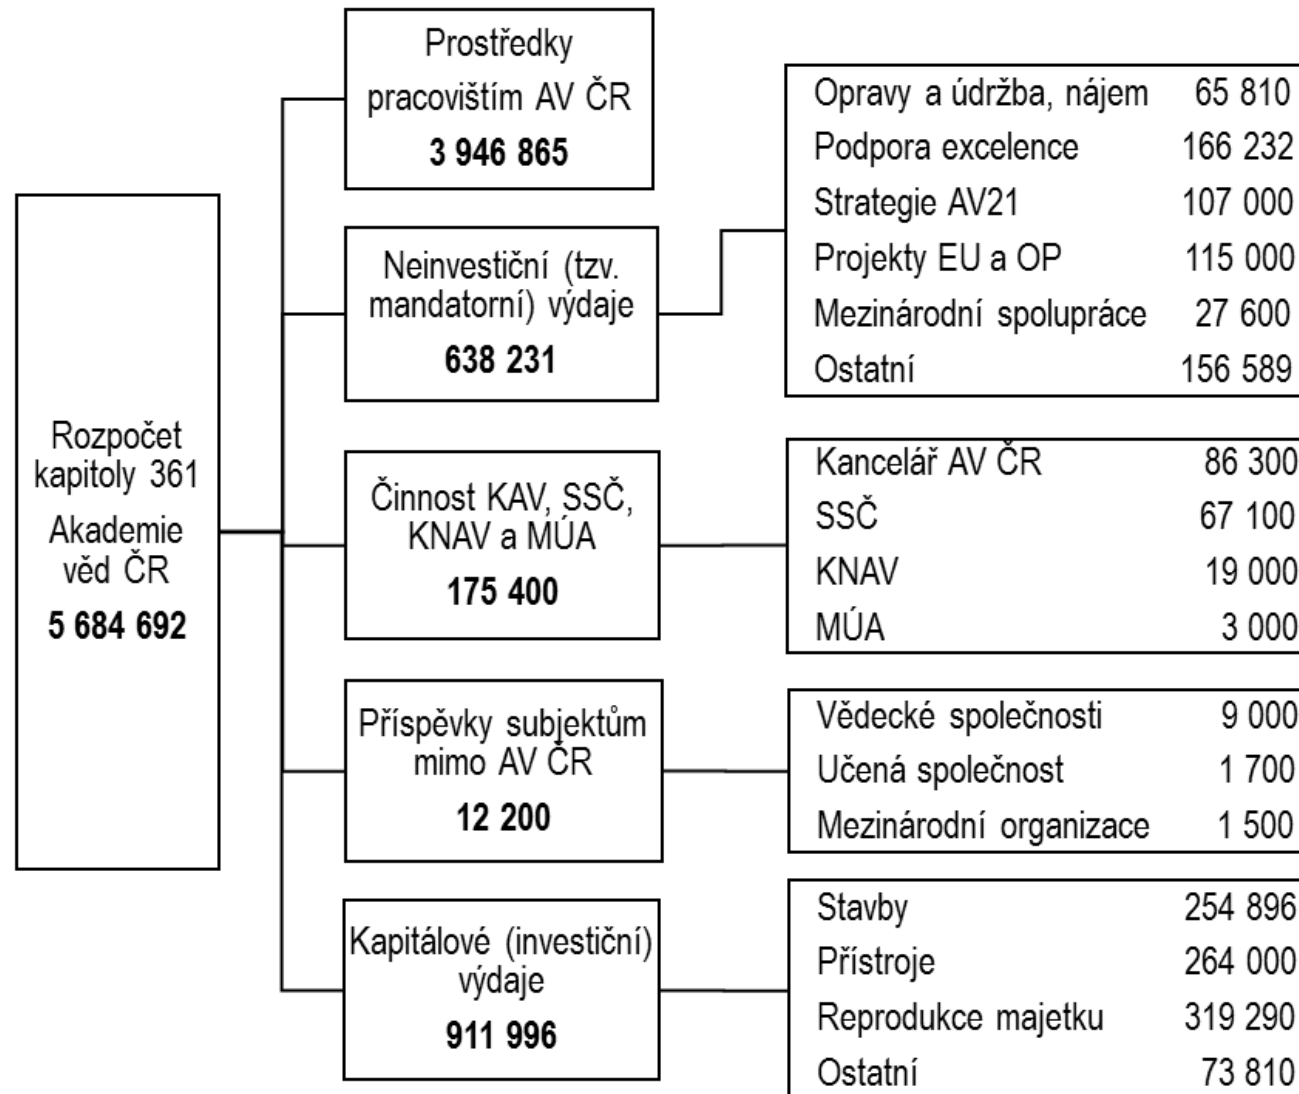 Rozpočet
kapitoly 361
Akademie
věd ČR
5 684 692
Prostředky
pracovištím AV ČR
3 946 865
Neinvestiční (tzv.
mandatorní) výdaje
638 231
Opravy a údržba, nájem 65 810
Podpora excelence 166 232
Strategie AV21 107 000
Projekty EU a OP 115 000
Mezinárodní spolupráce 27 600
Ostatní 156 589
Činnost KAV, SSČ,
KNAV a MÚA
175 400
Kancelář AV ČR 86 300
SSČ 67 100
KNAV 19 000
MÚA 3 000
Příspěvky subjektům
mimo AV ČR
12 200
Vědecké společnosti 9 000
Učená společnost 1 700
Mezinárodní organizace 1 500
Kapitálové (investiční)
výdaje
911 996
Stavby 254 896
Přístroje 264 000
Reprodukce majetku 319 290
Ostatní 73 810